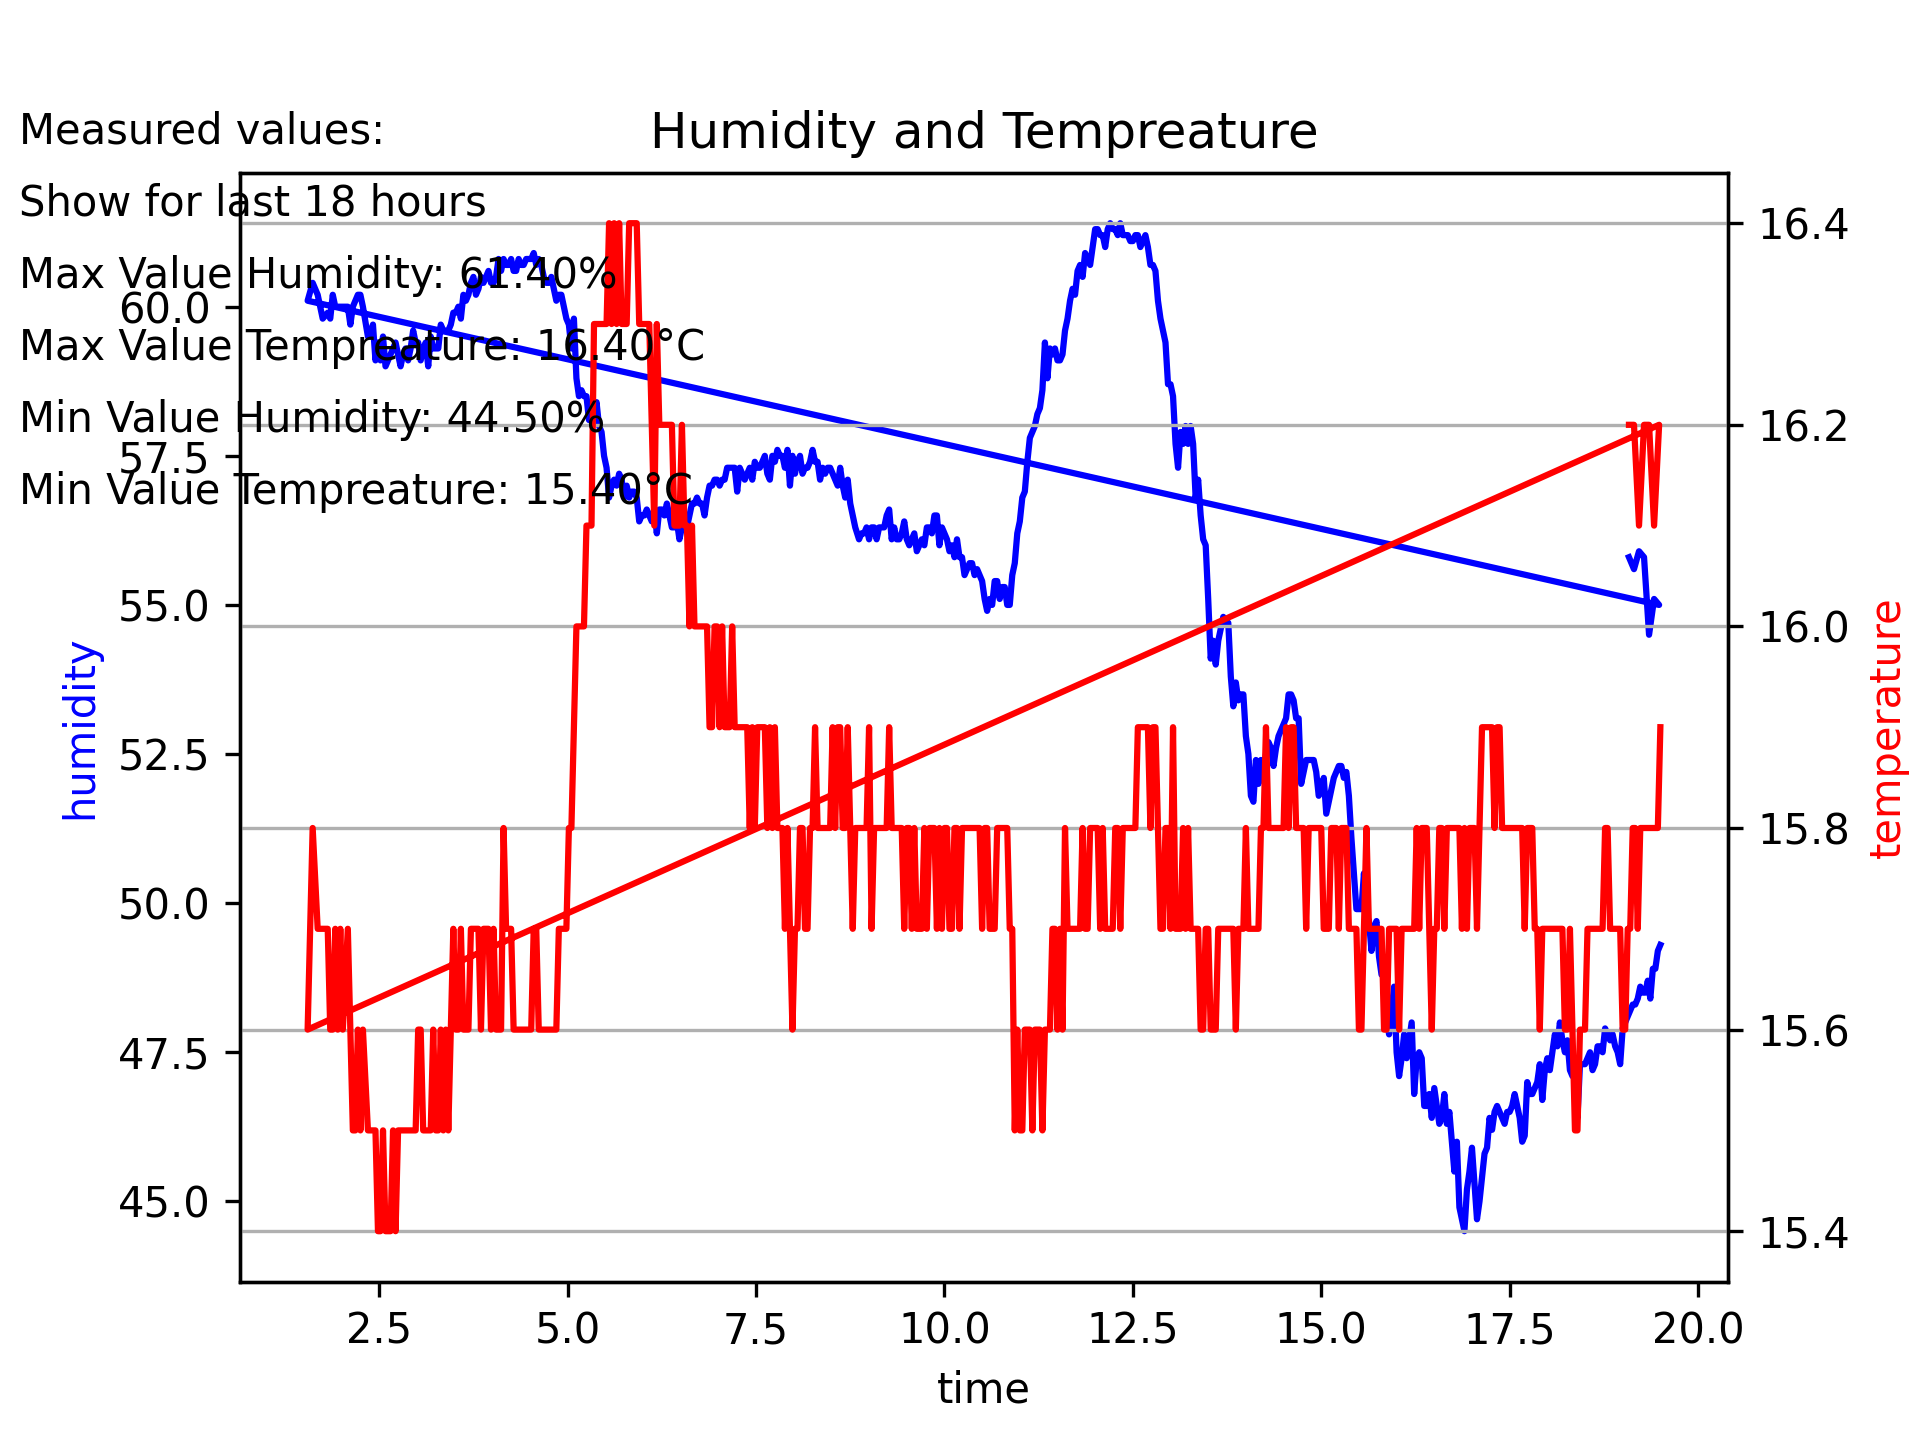 Measured values:
Humidity and Tempreature
Show for last 18 hours
Max Value Humidity: 61.40%
Max Value Tempreature: 16.40°C
Min Value Humidity: 44.50%
Min Value Tempreature: 15.40°C
60.0
57.5
55.0
52.5
50.0
47.5
45.0
humidity
16.4
16.2
16.0
15.8
15.6
15.4
temperature
2.5 5.0 7.5 10.0 12.5 15.0 17.5 20.0
time